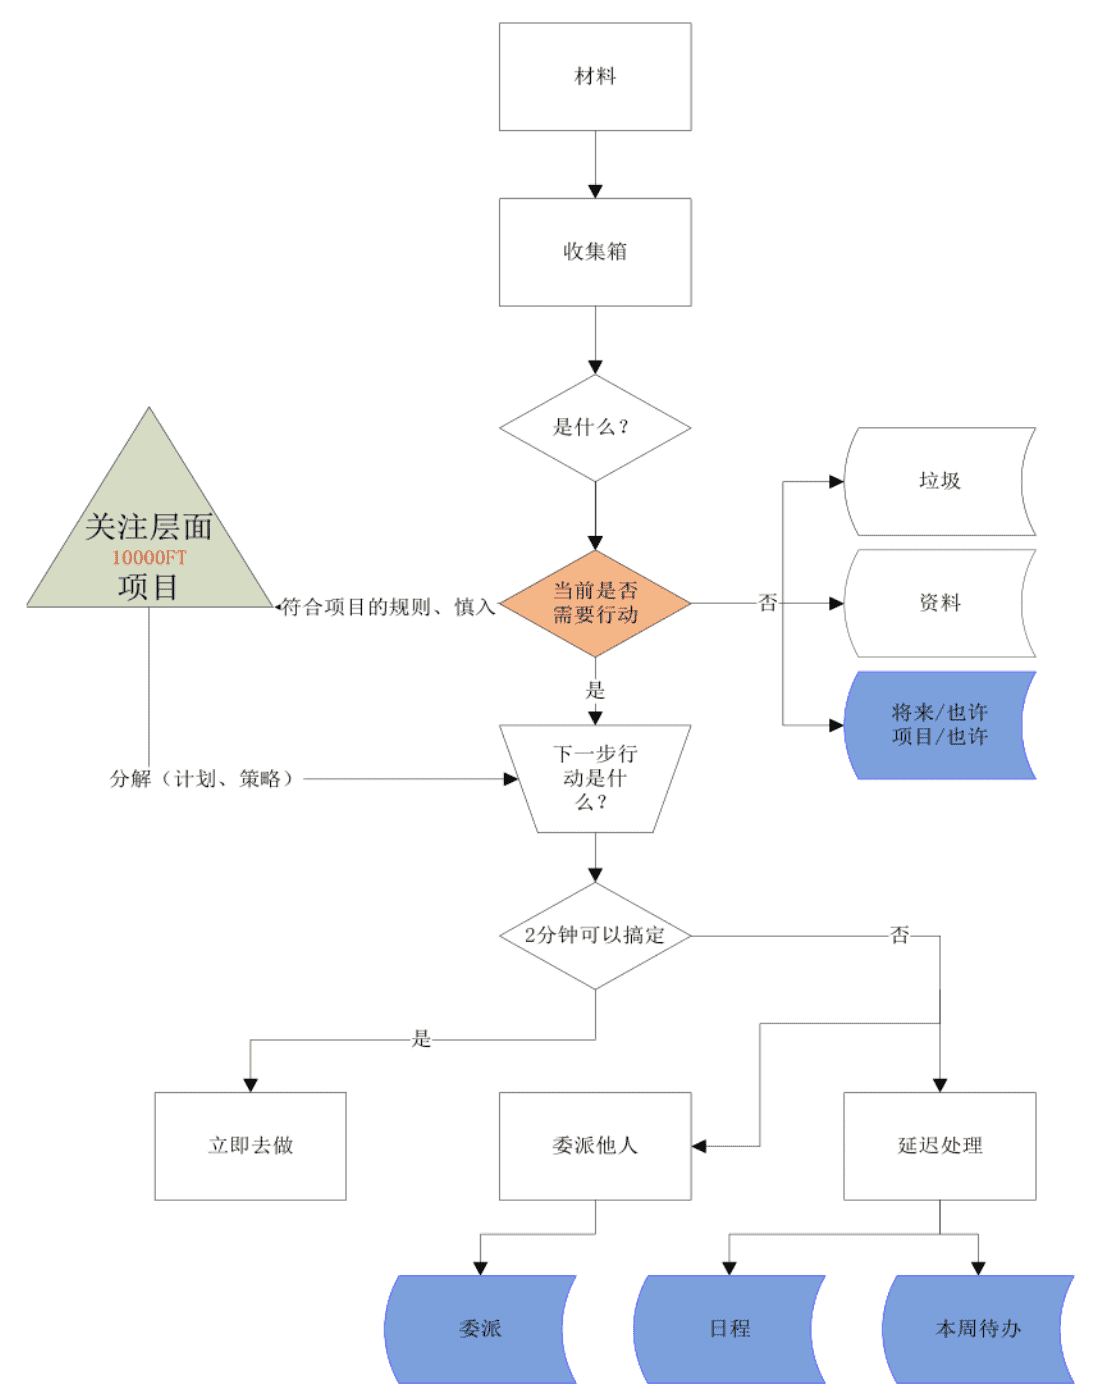 材料
收集箱
是什么？
垃圾
关注层面
10000FT
项目
符合项目的规则、慎入
当前是否
需要行动
否
资料
是
将来/也许
项目/也许
下一步行
动是什
么？
分解（计划、策略）
2分钟可以搞定
否
是
立即去做
委派他人
延迟处理
委派
日程
本周待办